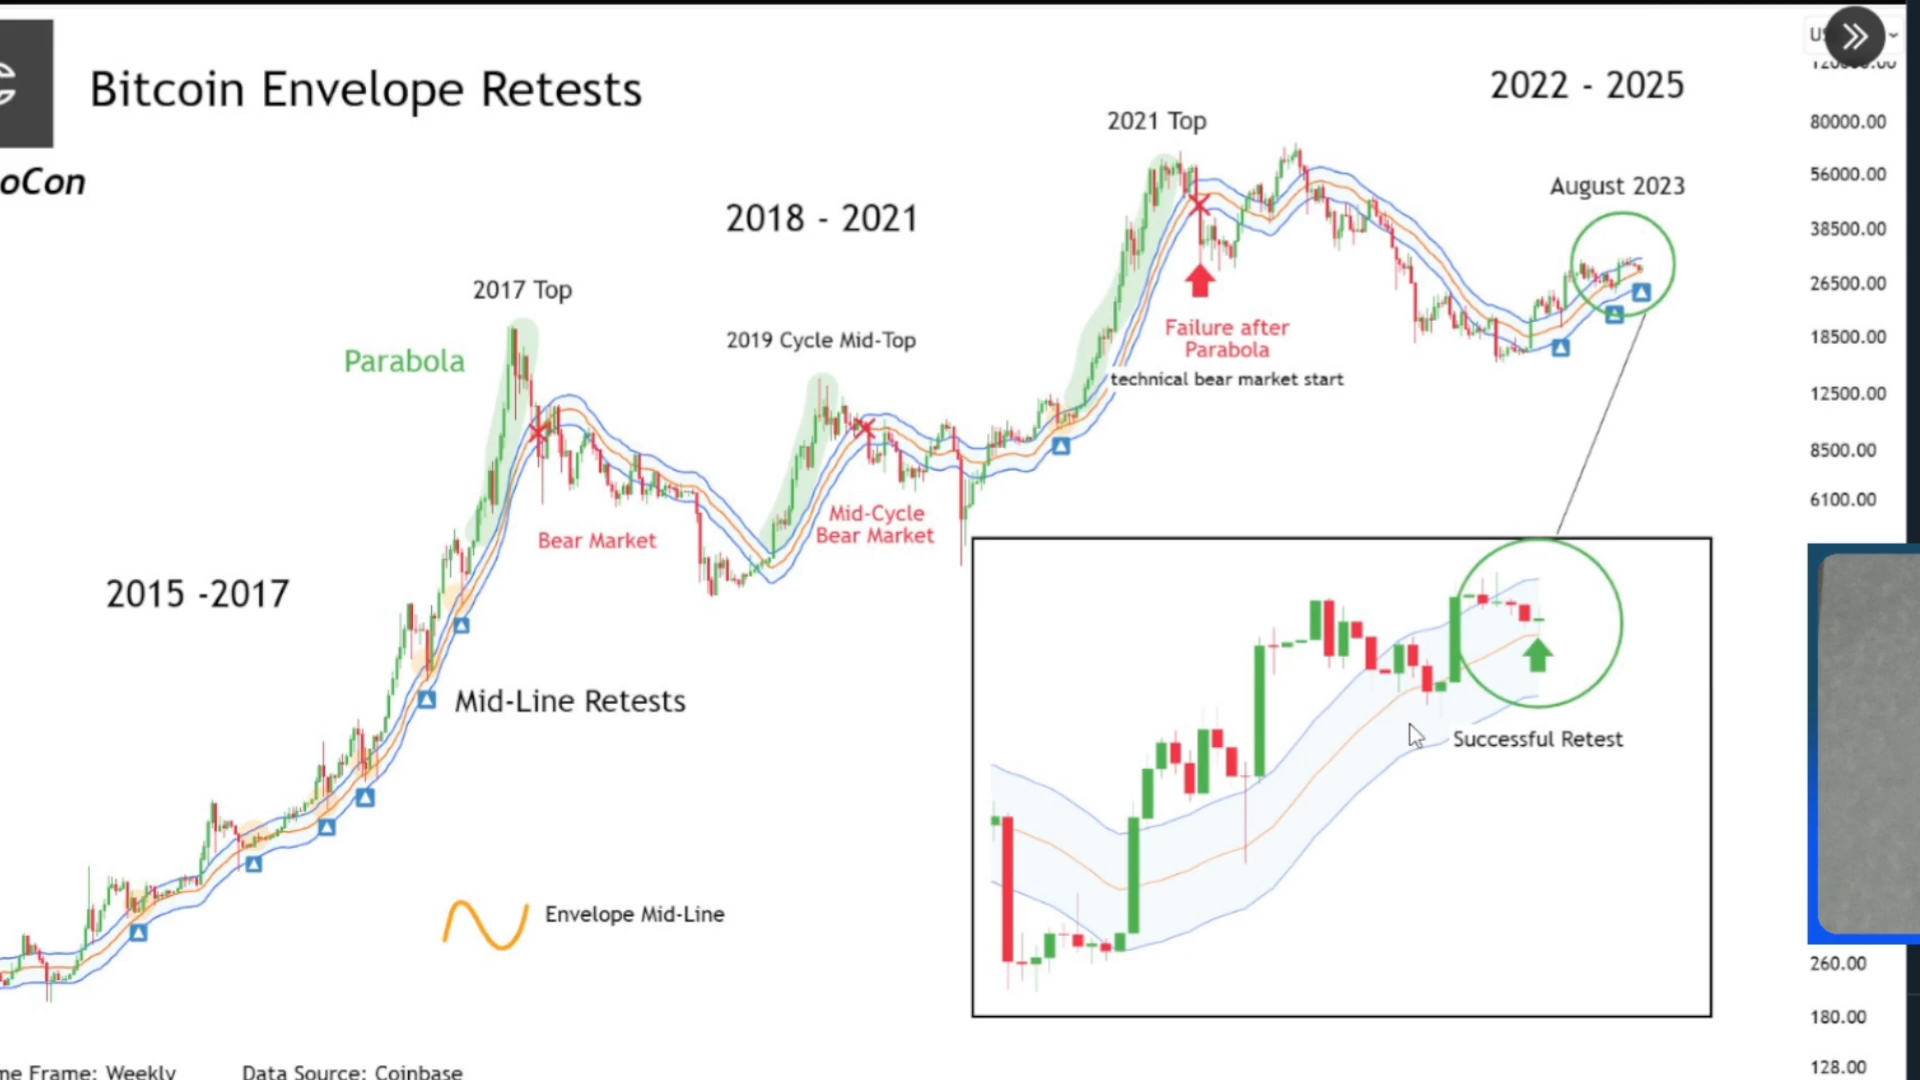 Bitcoin Envelope Retests
oCon
2022 - 2025
2021 Top
80000.00
56000.00
August 2023
2018 - 2021
38500.00
26500.00
2017 Top
Failure after
Parabola
technical bear market start
2019 Cycle Mid-Top
18500.00
Parabola
12500.00
8500.00
6100.00
Bear Market
Mid-Cycle
Bear Market
2015 -2017
Mid-Line Retests
Successful Retest
Envelope Mid-Line
260.00
180.00
128.00
me Frame: Weekly
Data Source: Coinbase